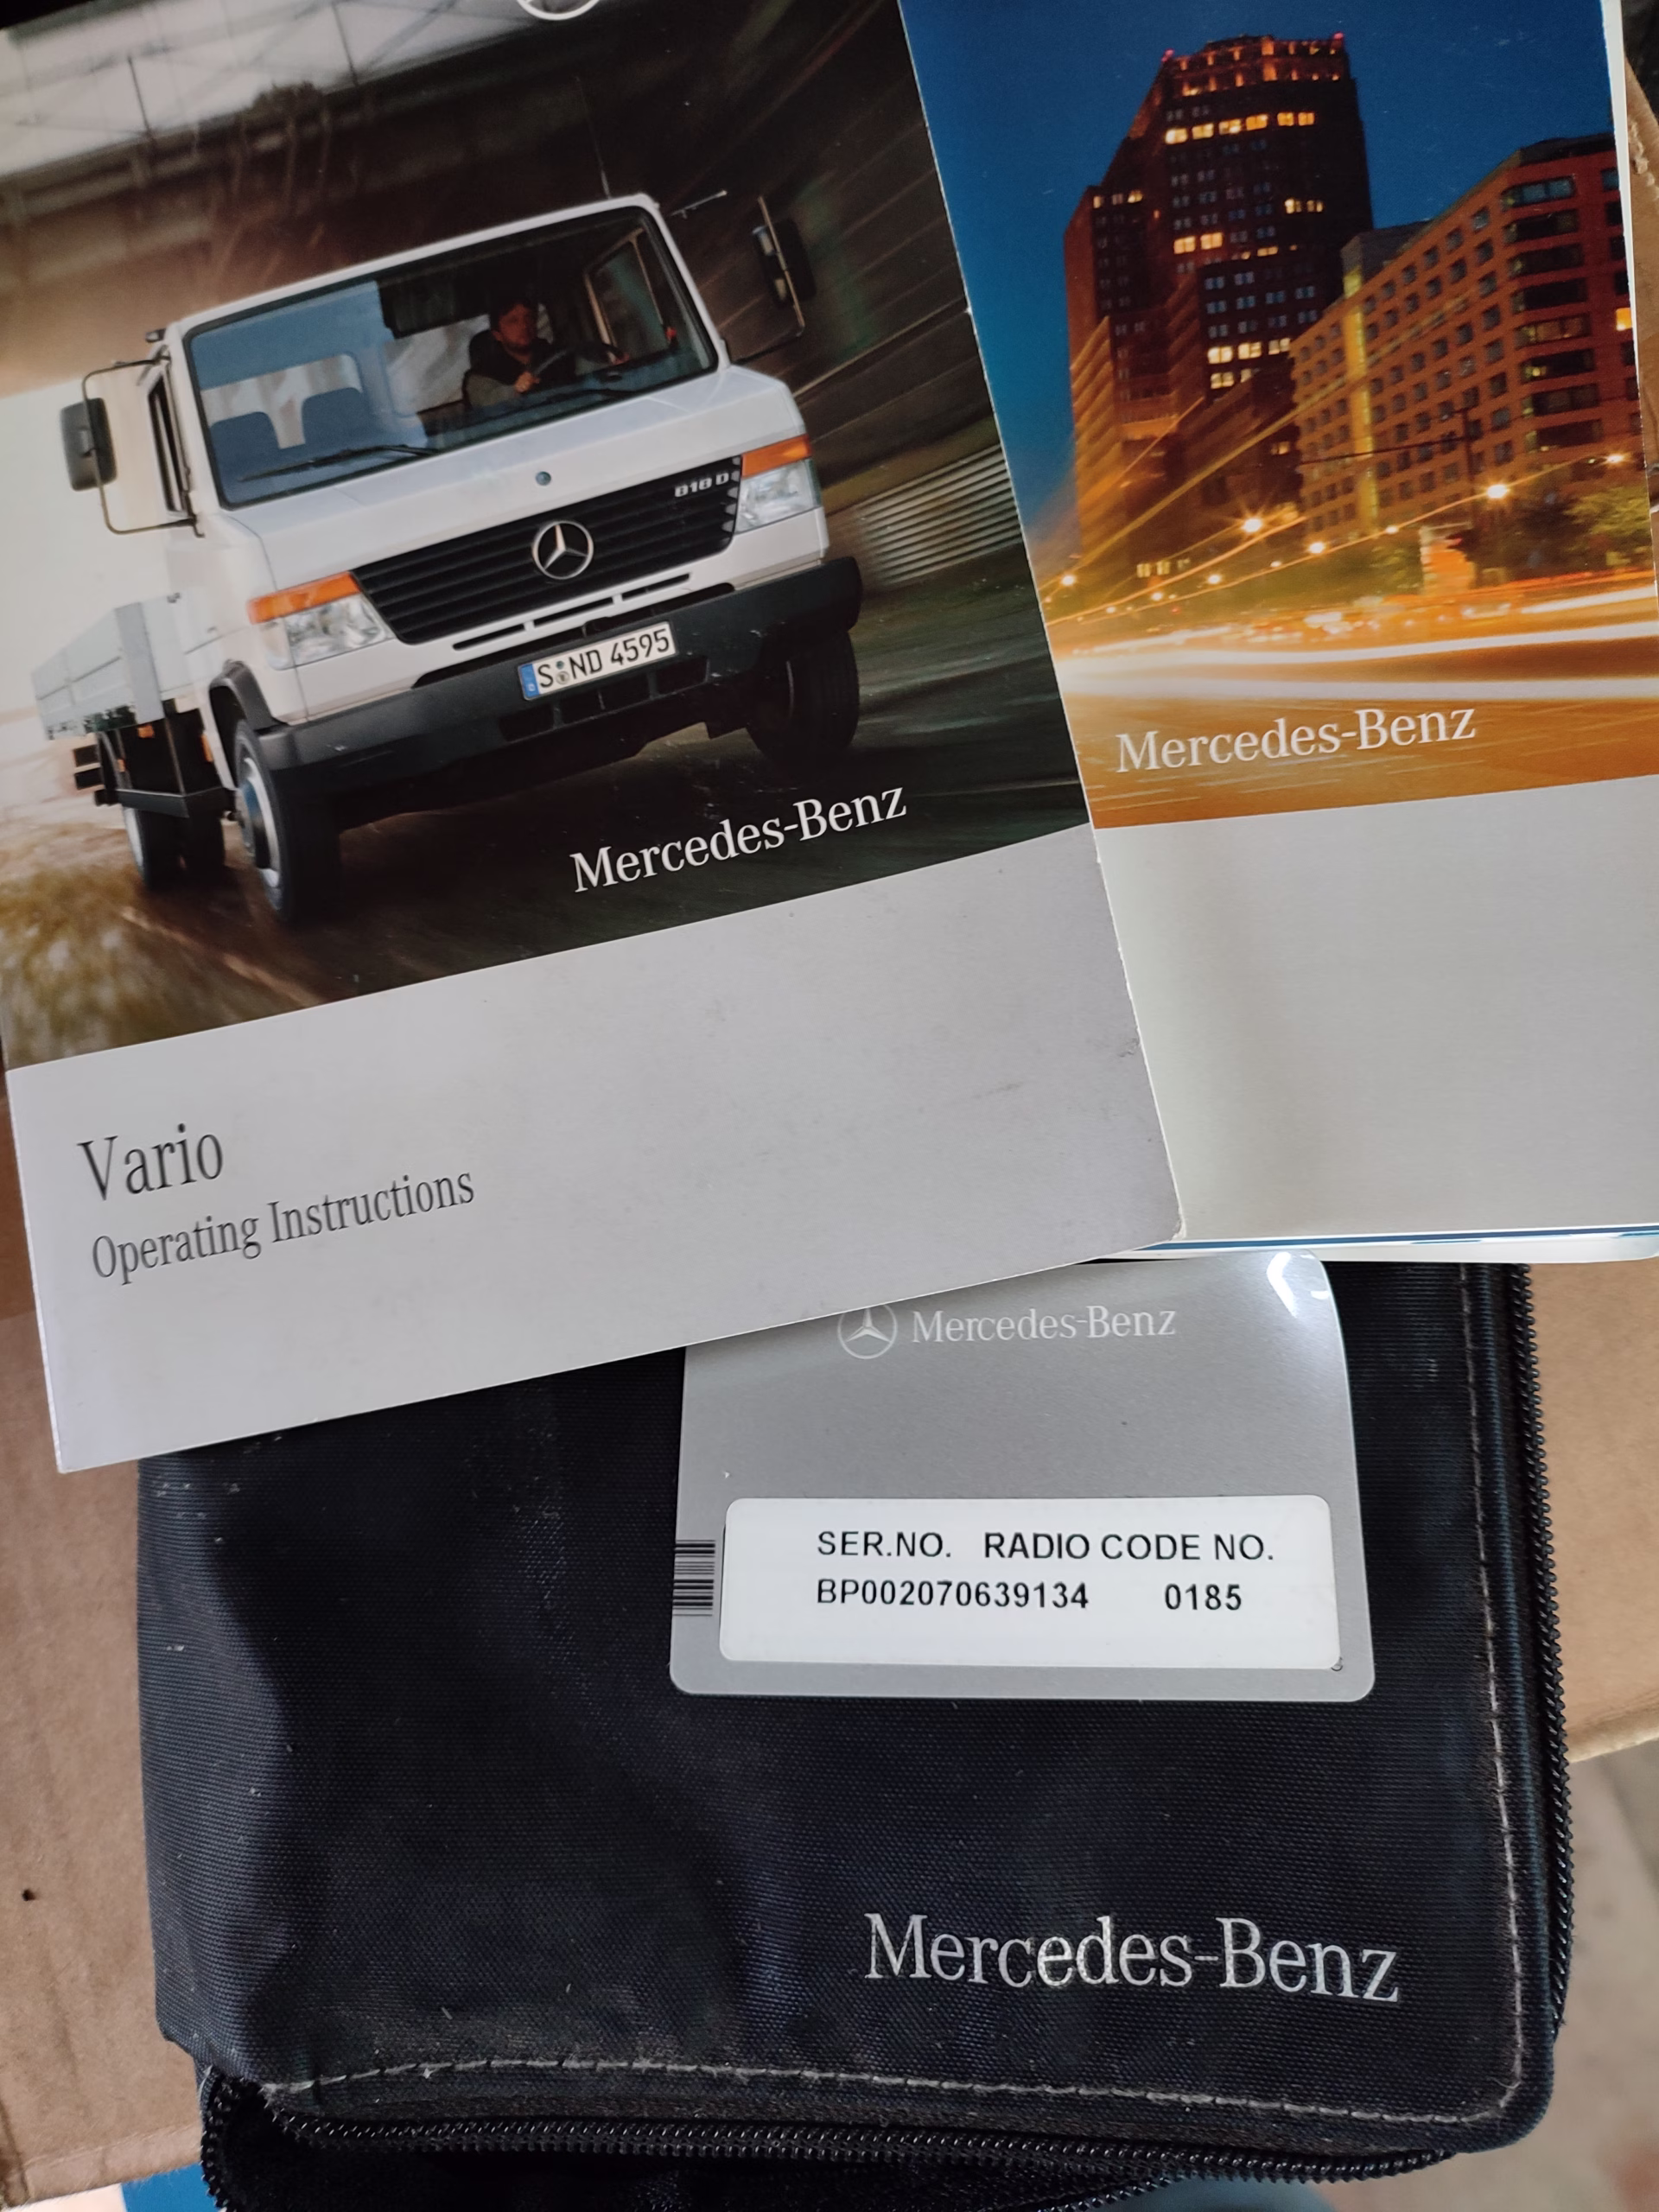 818 D
S ND 4595
Mercedes-Benz
Mercedes-Benz
Vario
Operating Instructions
Mercedes-Benz
SER.NO. RADIO CODE NO.
BP002070639134 0185
Mercedes-Benz